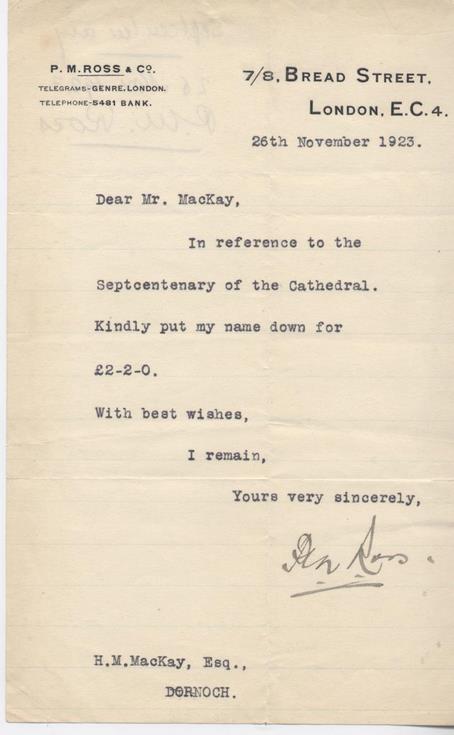 P. M. ROSS & Co.
TELEGRAMS-GENRE, LONDON.
TELEPHONE-5481 BANK.
7/8, BREAD STREET,
LONDON, E.C.4.
26th November 1923.
Dear Mr. MacKay,
In reference to the
Septcentenary of the Cathedral.
Kindly put my name down for
£2-2-0.
With best wishes,
I remain,
Yours very sincerely,
P M Ross.
H.M.MacKay, Esq.,
DORNOCH.